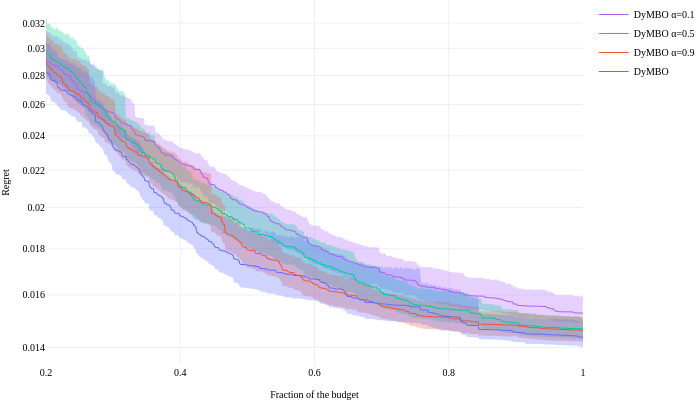 0.032
0.03
0.028
0.026
0.024
0.022
0.02
0.018
0.016
0.014
Regret
0.2
0.4
0.6
0.8
1
Fraction of the budget
DyMBO α=0.1
DyMBO α=0.5
DyMBO α=0.9
DyMBO